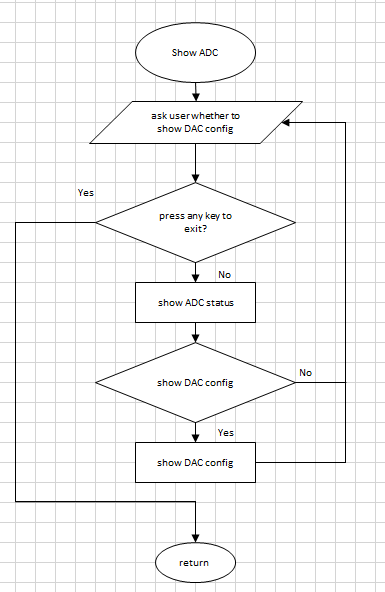 Show ADC
ask user whether to
show DAC config
Yes
press any key to
exit?
No
show ADC status
show DAC config
No
Yes
show DAC config
return